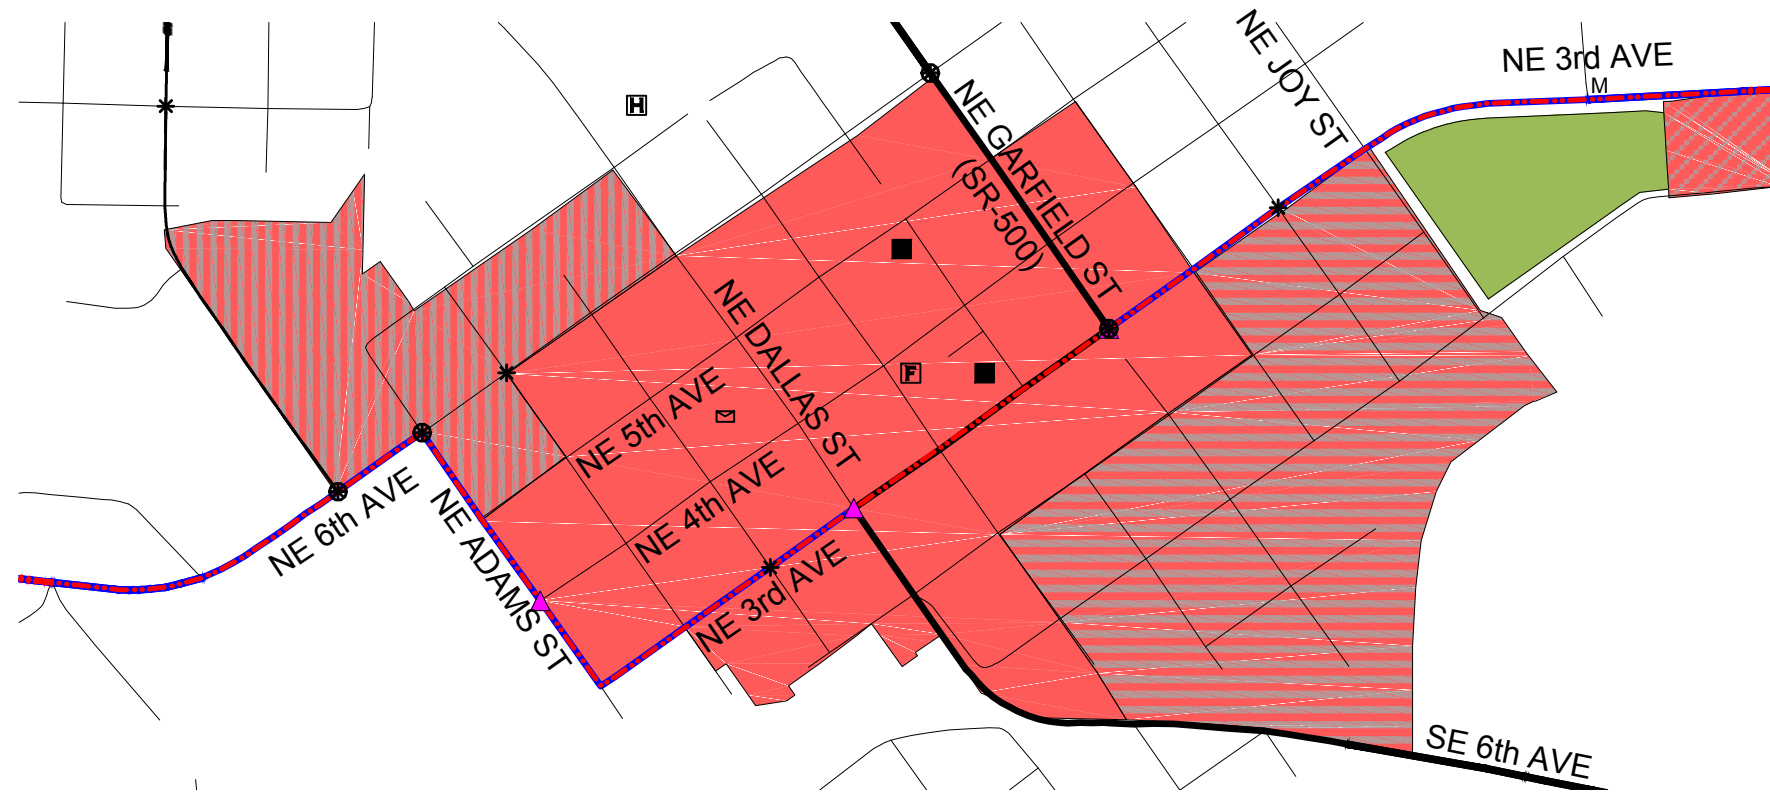 NE 3rd AVE
M
NE JOY ST
H
NE GARFIELD ST
(SR-500)
NE DALLAS ST
F
NE 5th AVE
NE 4th AVE
NE 6th AVE
NE ADAMS ST
NE 3rd AVE
SE 6th AVE